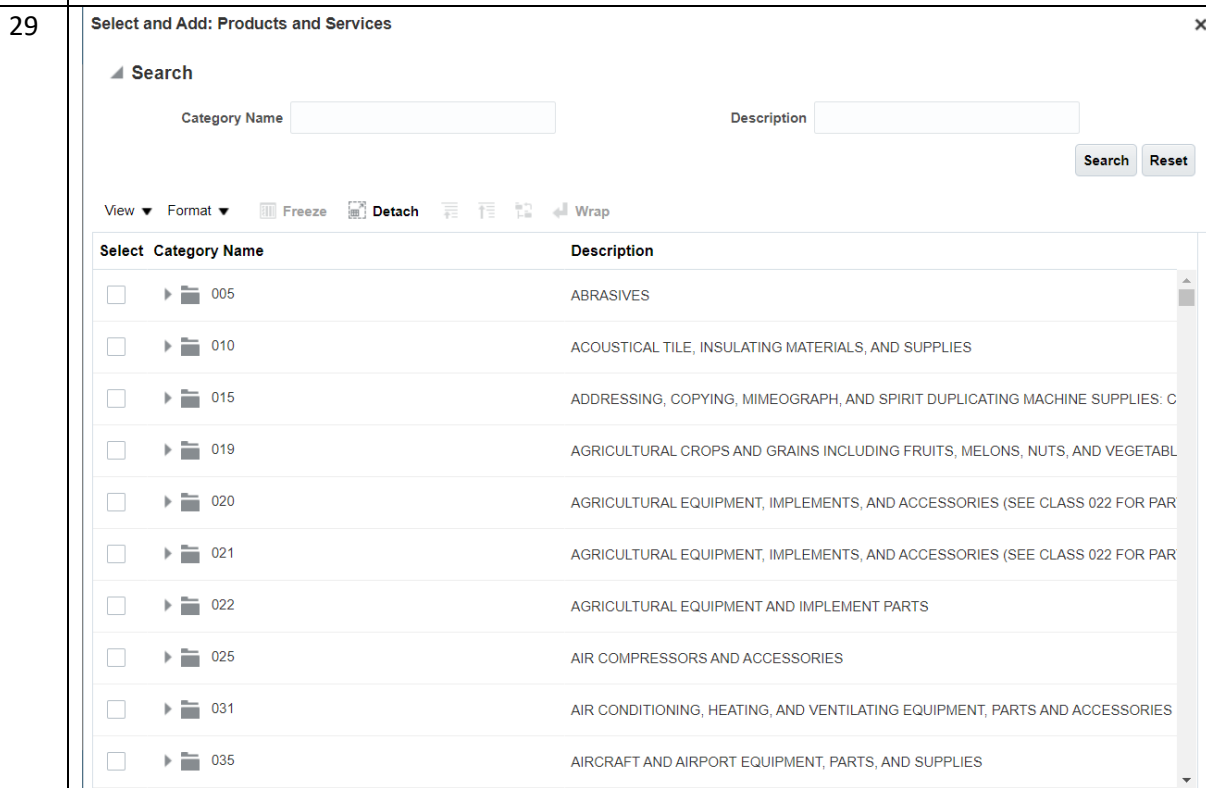 29
Select and Add: Products and Services
Search
Category Name
Description
Search Reset
View Format Freeze Detach Wrap
Select Category Name Description
005 ABRASIVES
010 ACOUSTICAL TILE, INSULATING MATERIALS, AND SUPPLIES
015 ADDRESSING, COPYING, MIMEOGRAPH, AND SPIRIT DUPLICATING MACHINE SUPPLIES: C
019 AGRICULTURAL CROPS AND GRAINS INCLUDING FRUITS, MELONS, NUTS, AND VEGETABL
020 AGRICULTURAL EQUIPMENT, IMPLEMENTS, AND ACCESSORIES (SEE CLASS 022 FOR PAR
021 AGRICULTURAL EQUIPMENT, IMPLEMENTS, AND ACCESSORIES (SEE CLASS 022 FOR PAR
022 AGRICULTURAL EQUIPMENT AND IMPLEMENT PARTS
025 AIR COMPRESSORS AND ACCESSORIES
031 AIR CONDITIONING, HEATING, AND VENTILATING EQUIPMENT, PARTS AND ACCESSORIES
035 AIRCRAFT AND AIRPORT EQUIPMENT, PARTS, AND SUPPLIES